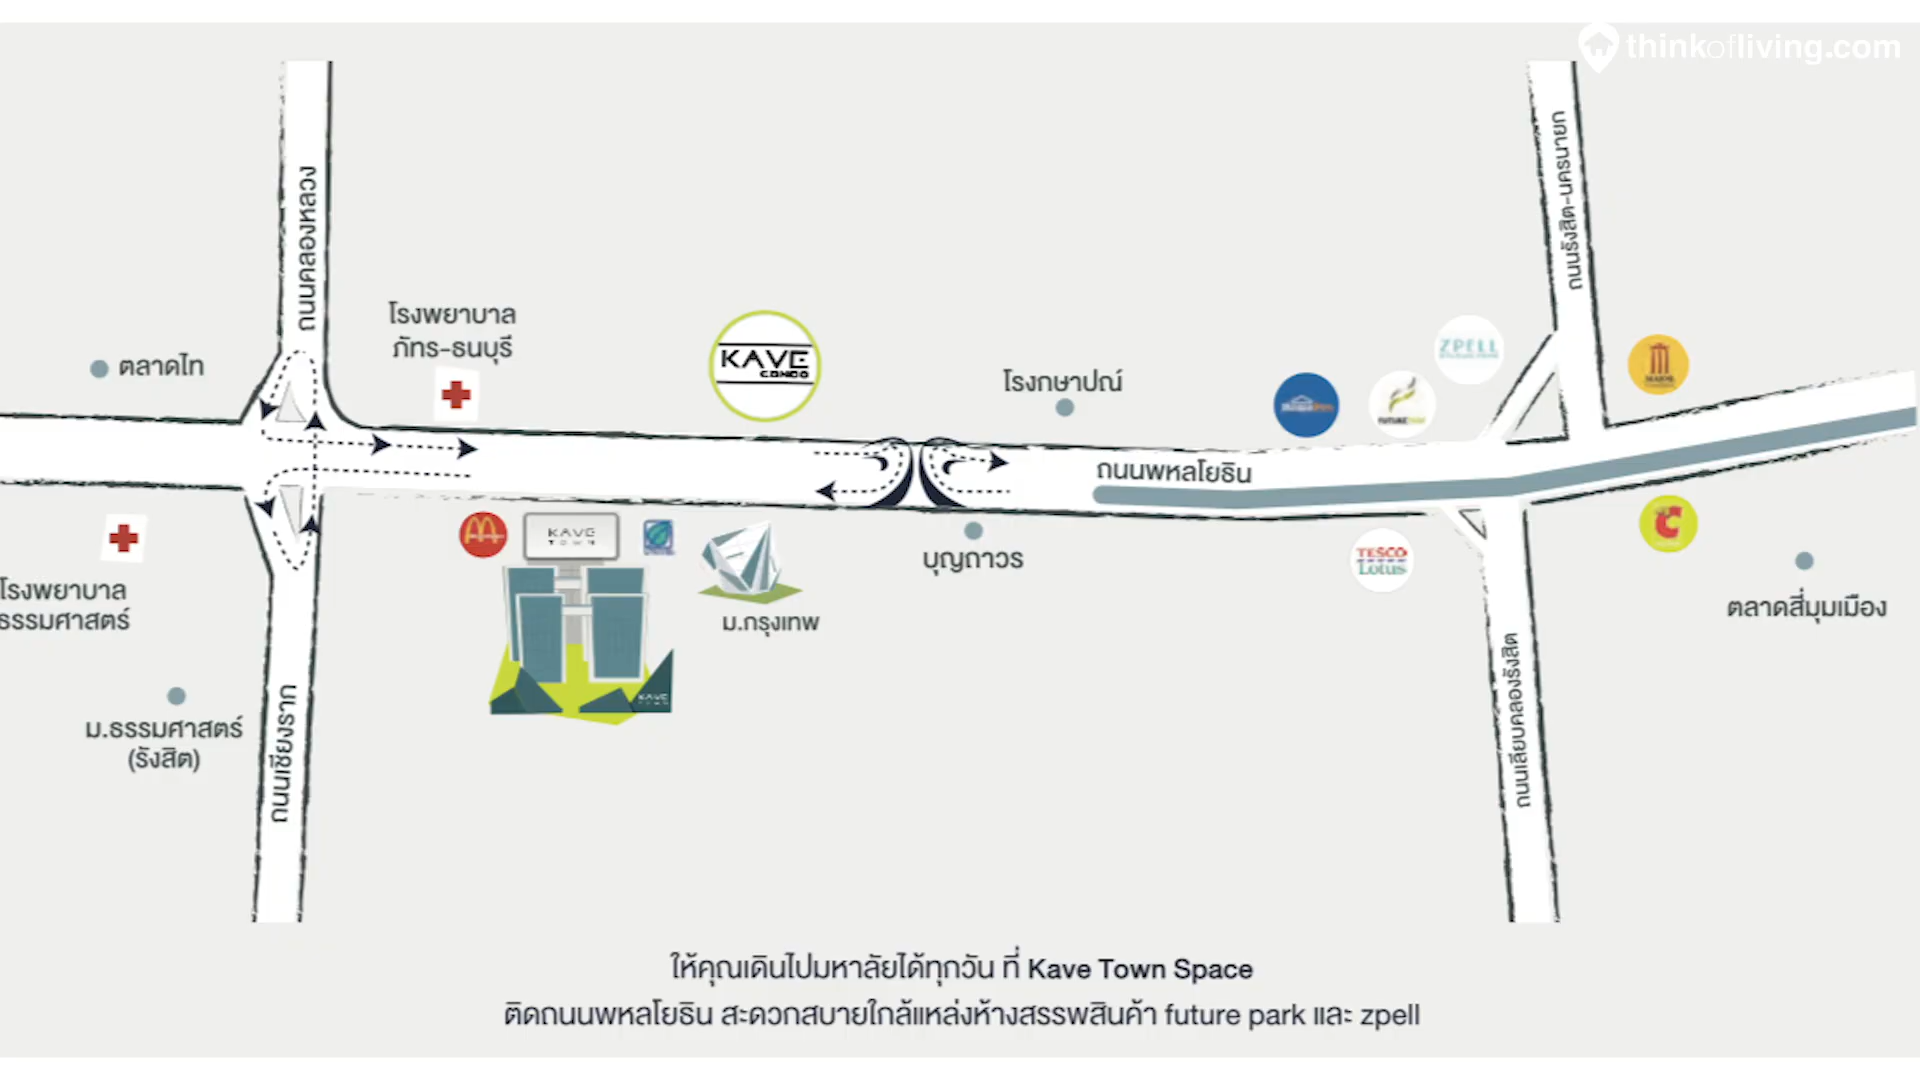 thinkofliving.com
ถนนคลองหลวง
ถนนรังสิต-นครนายก
โรงพยาบาล
ภัทร-ธนบุรี
ตลาดไท
KAVE
CONDO
โรงกษาปณ์
ZPELL
FUTURE PARK
MAJOR
ถนนพหลโยธิน
KAVE
TOWN
บุญถาวร
TESCO
Lotus
ตลาดสี่มุมเมือง
โรงพยาบาล
ธรรมศาสตร์
ม.กรุงเทพ
KAVE
TOWN
ม.ธรรมศาสตร์
(รังสิต)
ถนนเชียงราก
ถนนเลียบคลองรังสิต
ให้คุณเดินไปมหาลัยได้ทุกวัน ที่ Kave Town Space
ติดถนนพหลโยธิน สะดวกสบายใกล้แหล่งห้างสรรพสินค้า future park และ zpell